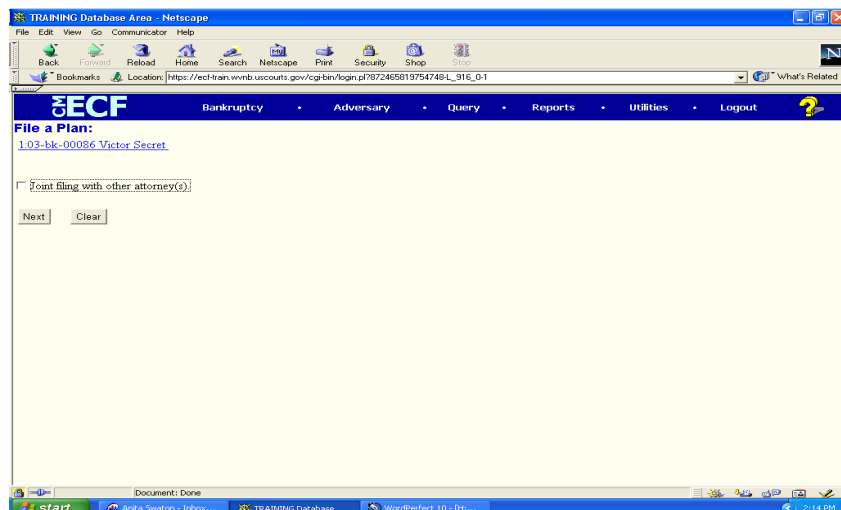 TRAINING Database Area - Netscape
File Edit View Go Communicator Help
Back Forward Reload Home Search Netscape Print Security Shop Stop
Bookmarks Location: https://ecf-train.wvnb.uscourts.gov/cgi-bin/login.pl?872465819754748-L_916_0-1 What's Related
CM ECF Bankruptcy • Adversary • Query • Reports • Utilities • Logout ?
File a Plan:
1:03-bk-00086 Victor Secret
Joint filing with other attorney(s).
Next Clear
Document: Done
start Anita Swaton - Inbox... TRAINING Database... WordPerfect 10 - [H:... 2:14 PM